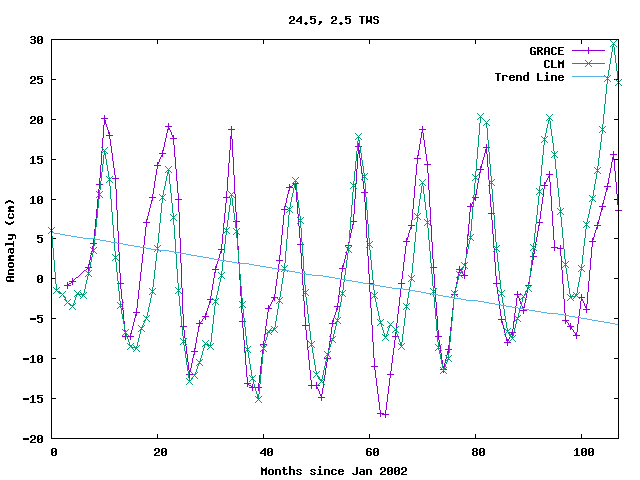 24.5, 2.5 TWS
GRACE
CLM
Trend Line
30
25
20
15
10
5
0
-5
-10
-15
-20
Anomaly (cm)
0 20 40 60 80 100
Months since Jan 2002